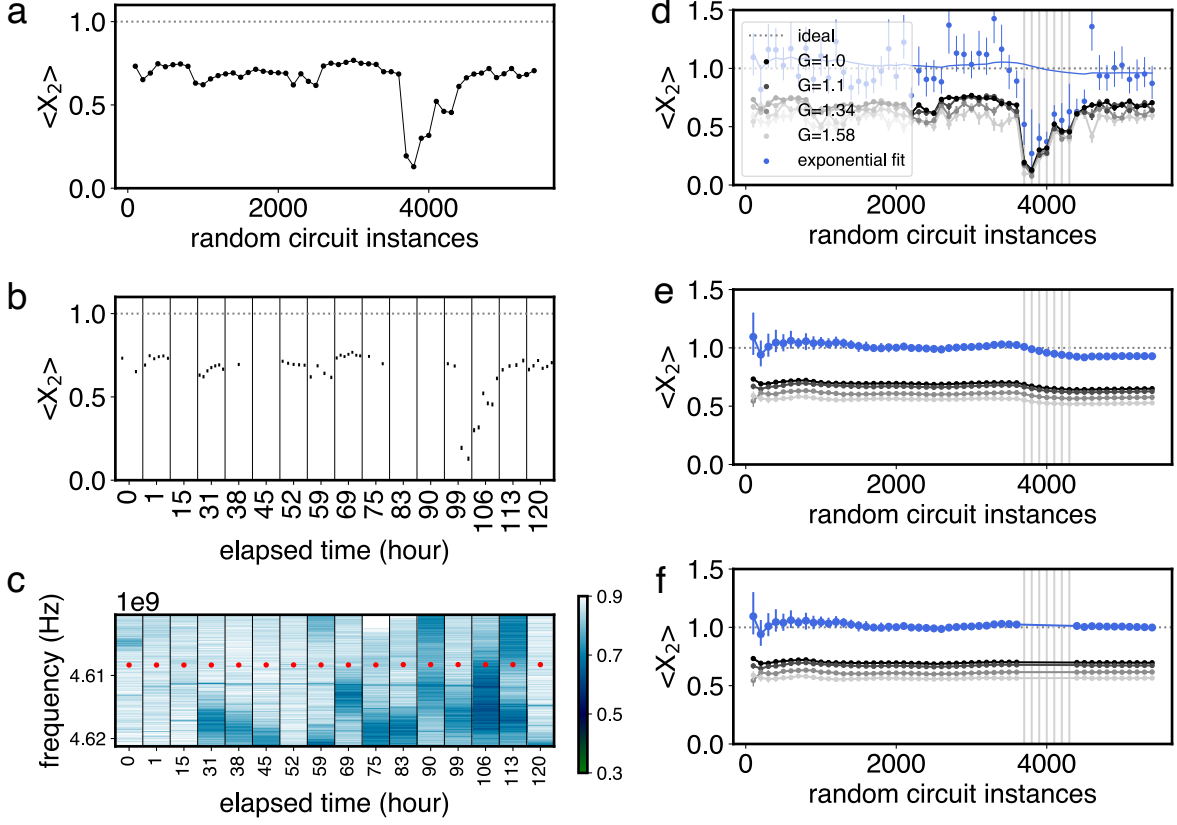 a
1.0
0.5
0.0
<X₂>
0
2000
4000
random circuit instances
b
1.0
0.5
0.0
<X₂>
0
1
15
31
38
45
52
59
69
75
83
90
99
106
113
120
elapsed time (hour)
c
1e9
frequency (Hz)
4.61
4.62
0.9
0.7
0.5
0.3
0
1
15
31
38
45
52
59
69
75
83
90
99
106
113
120
elapsed time (hour)
d
1.5
1.0
0.5
0.0
<X₂>
ideal
G=1.0
G=1.1
G=1.34
G=1.58
exponential fit
0
2000
4000
random circuit instances
e
1.5
1.0
0.5
0.0
<X₂>
0
2000
4000
random circuit instances
f
1.5
1.0
0.5
0.0
<X₂>
0
2000
4000
random circuit instances